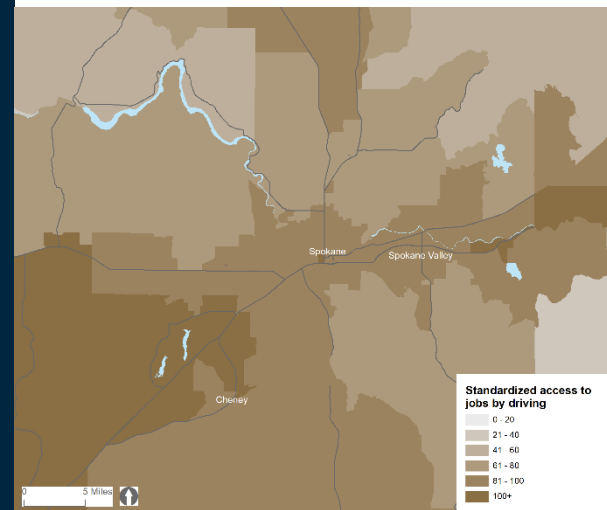 Spokane
Spokane Valley
Cheney
Standardized access to
jobs by driving
0 - 20
21 - 40
41 - 60
61 - 80
81 - 100
100+
0 5 Miles